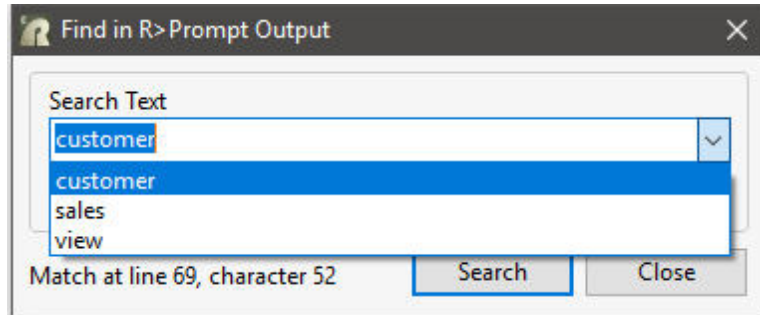 Find in R>Prompt Output
Search Text
customer
customer
sales
view
Match at line 69, character 52
Search
Close